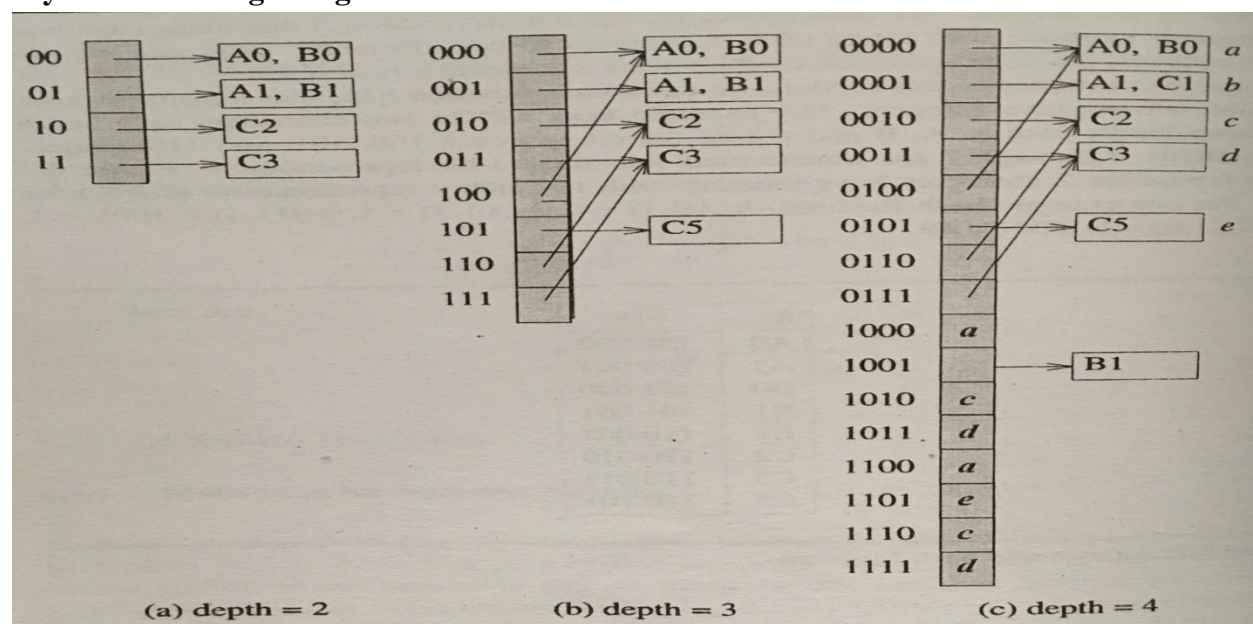 00 A0, B0
01 A1, B1
10 C2
11 C3
(a) depth = 2
000 A0, B0
001 A1, B1
010 C2
011 C3
100
101 C5
110
111
(b) depth = 3
0000 A0, B0 a
0001 A1, C1 b
0010 C2 c
0011 C3 d
0100
0101 C5 e
0110
0111
1000 a
1001 B1
1010 c
1011 d
1100 a
1101 e
1110 c
1111 d
(c) depth = 4